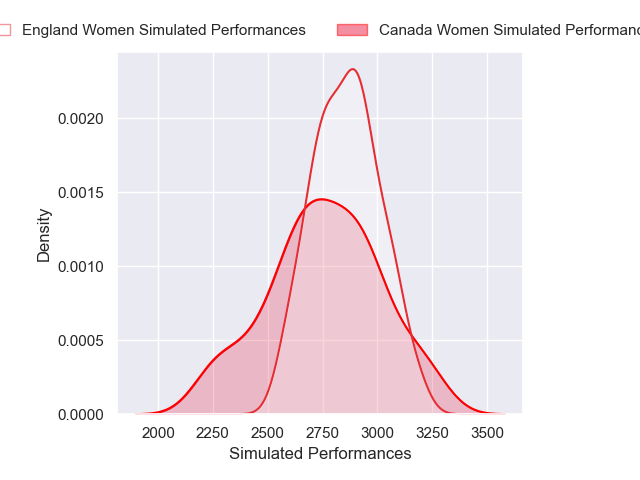 England Women Simulated Performances Canada Women Simulated
0.0020
0.0015
0.0010
0.0005
0.0000
Density
2000 2250 2500 2750 3000 3250 3500
Simulated Performances